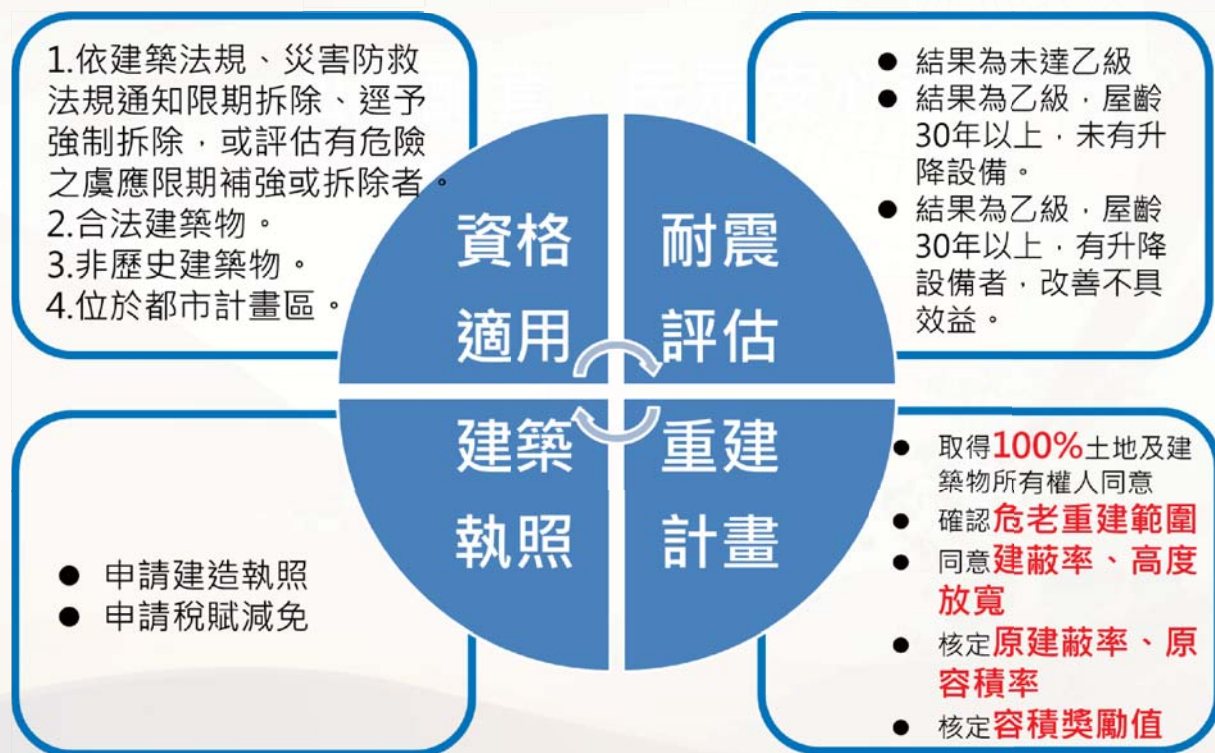 1.依建築法規、災害防救
法規通知限期拆除、逕予
強制拆除，或評估有危險
之虞應限期補強或拆除者。
2.合法建築物。
3.非歷史建築物。
4.位於都市計畫區。
● 結果為未達乙級
● 結果為乙級，屋齡
30年以上，未有升
降設備。
● 結果為乙級，屋齡
30年以上，有升降
設備者，改善不具
效益。
資格
適用
耐震
評估
建築
執照
重建
計畫
● 申請建造執照
● 申請稅賦減免
● 取得100%土地及建
築物所有權人同意
● 確認危老重建範圍
● 同意建蔽率、高度
放寬
● 核定原建蔽率、原
容積率
● 核定容積獎勵值